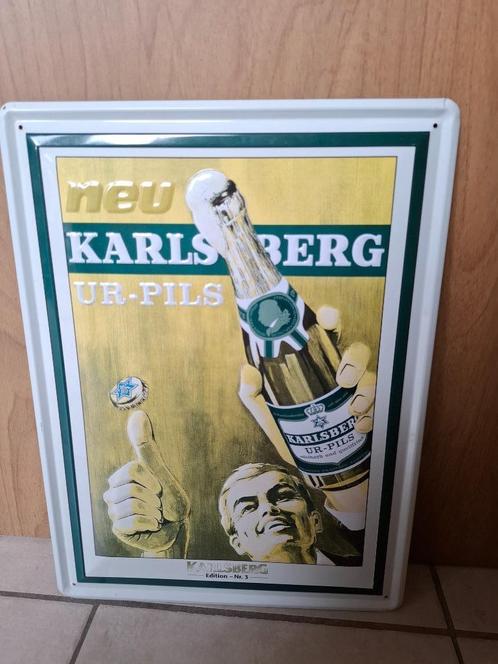 neu
KARLSBERG
UR-PILS
KARLSBERG
UR-PILS
KARLSBERG
Edition - Nr. 3